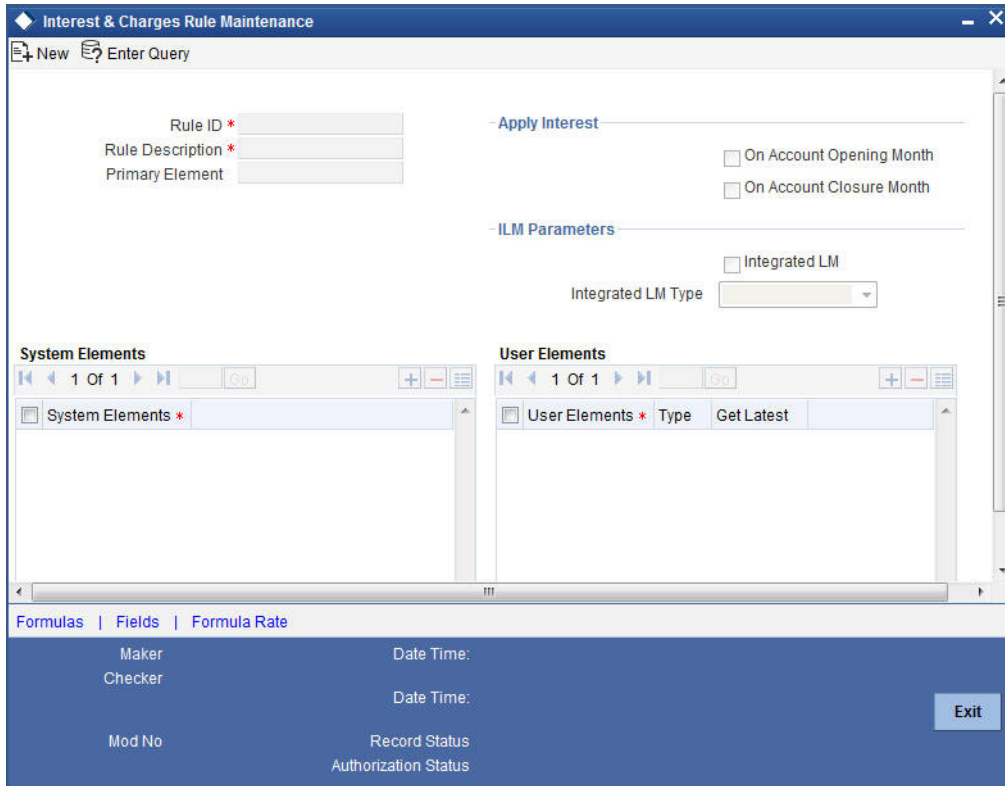 Interest & Charges Rule Maintenance
New Enter Query
Rule ID *
Rule Description *
Primary Element
Apply Interest
On Account Opening Month
On Account Closure Month
ILM Parameters
Integrated LM
Integrated LM Type
System Elements
1 Of 1 Go
System Elements *
User Elements
1 Of 1 Go
User Elements * Type Get Latest
Formulas | Fields | Formula Rate
Maker Date Time:
Checker
Date Time:
Exit
Mod No Record Status
Authorization Status